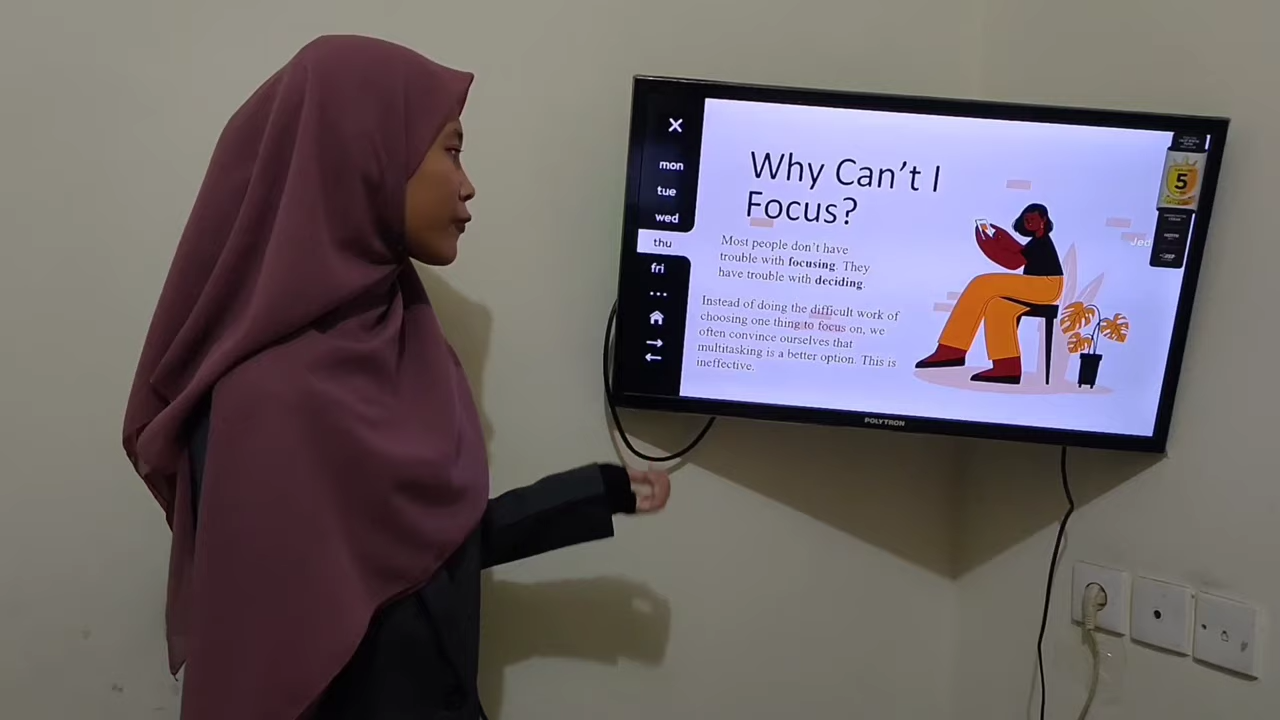 mon
tue
wed
thu
fri
...
Why Can't I
Focus?
Most people don't have
trouble with focusing. They
have trouble with deciding.
Instead of doing the difficult work of
choosing one thing to focus on, we
often convince ourselves that
multitasking is a better option. This is
ineffective.
Jed
5
POLYTRON